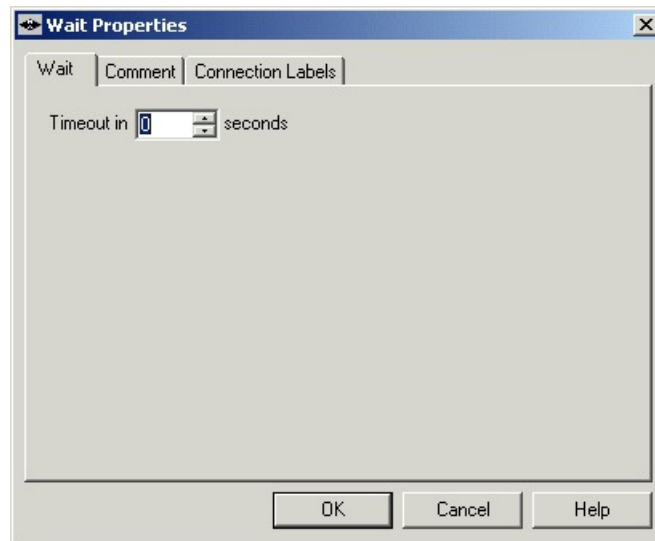 Wait Properties
Wait Comment Connection Labels
Timeout in 0 seconds
OK Cancel Help